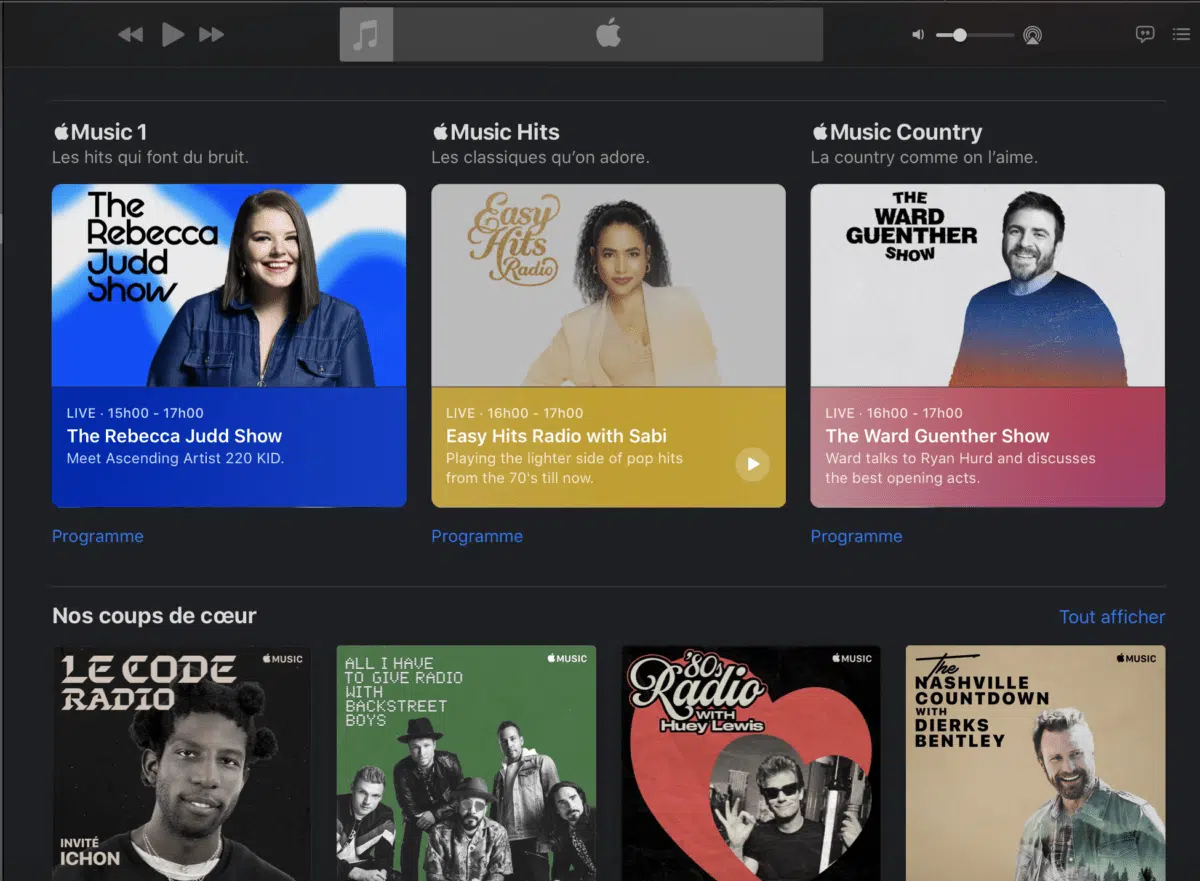 Music 1
Les hits qui font du bruit.
The
Rebecca
Judd
Show
LIVE · 15h00 - 17h00
The Rebecca Judd Show
Meet Ascending Artist 220 KID.
Programme
Music Hits
Les classiques qu’on adore.
Easy
Hits
Radio
LIVE · 16h00 - 17h00
Easy Hits Radio with Sabi
Playing the lighter side of pop hits
from the 70's till now.
Programme
Music Country
La country comme on l’aime.
THE
WARD
GUENTHER
SHOW
LIVE · 16h00 - 17h00
The Ward Guenther Show
Ward talks to Ryan Hurd and discusses
the best opening acts.
Programme
Nos coups de cœur
Tout afficher
LE CODE
RADIO
MUSIC
INVITÉ
ICHON
ALL I HAVE
TO GIVE RADIO
WITH
BACKSTREET
BOYS
MUSIC
'80s
Radio
WITH
Huey Lewis
MUSIC
The
NASHVILLE
COUNTDOWN
WITH
DIERKS
BENTLEY
MUSIC